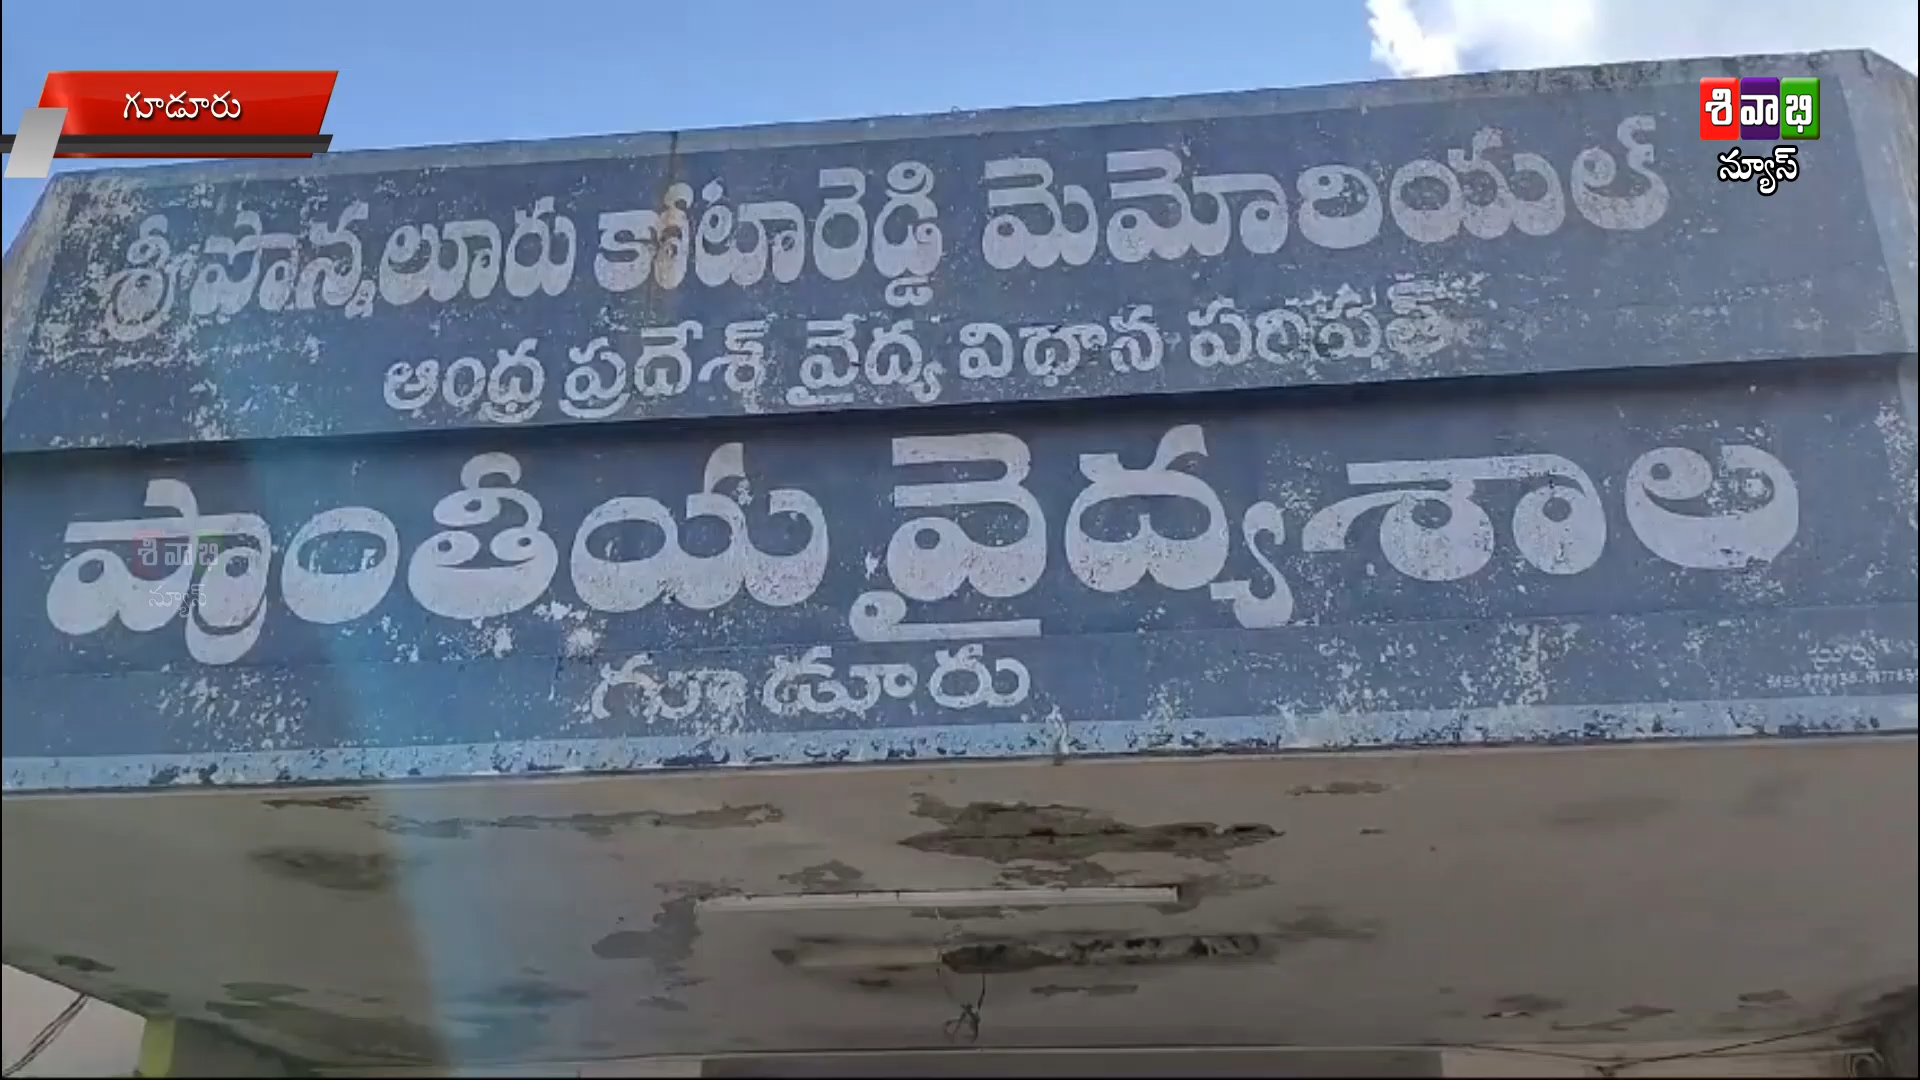 గూడూరు
శివాభి
న్యూస్
శ్రీ పొన్నలూరు కోటారెడ్డి మెమోరియల్
ఆంధ్ర ప్రదేశ్ వైద్య విధాన పరిషత్
ప్రాంతీయ వైద్యశాల
శివాభి
న్యూస్
గూడూరు